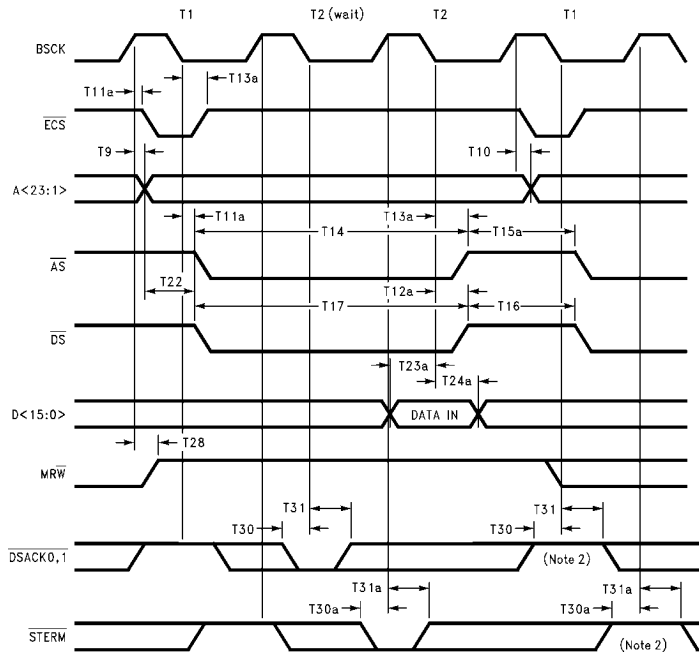 T1 T2 (wait) T2 T1
BSCK
T13a
T11a
ECS
T9 T10
A<23:1>
T11a T13a
T14 T15a
AS
T22 T12a
T17 T16
DS
T23a
T24a
D<15:0> DATA IN
T28
MRW
T31 T31
T30 T30
DSACK0,1 (Note 2)
T31a T31a
T30a T30a
STERM (Note 2)